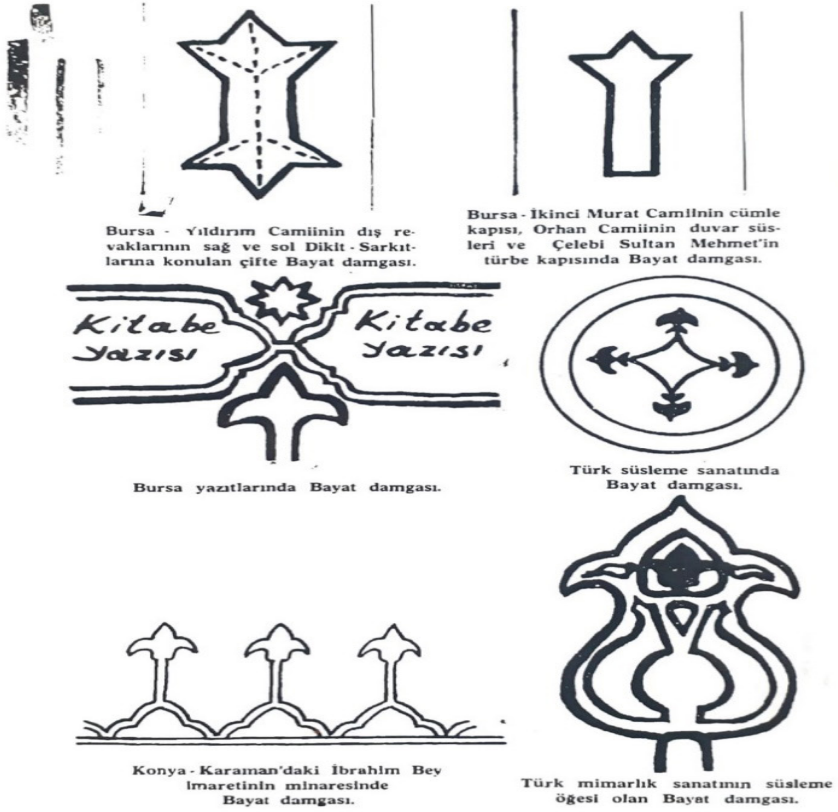 Bursa - Yıldırım Camiinin dış re-
vaklarının sağ ve sol Dikit - Sarkıt-
larına konulan çifte Bayat damgası.
Bursa - İkinci Murat Camiinin cümle
kapısı, Orhan Camiinin duvar süs-
leri ve Çelebi Sultan Mehmet'in
türbe kapısında Bayat damgası.
Kitabe
yazısı
Kitabe
yazısı
Bursa yazıtlarında Bayat damgası.
Türk süsleme sanatında
Bayat damgası.
Konya - Karaman'daki İbrahim Bey
imaretinin minaresinde
Bayat damgası.
Türk mimarlık sanatının süsleme
öğesi olan Bayat damgası.